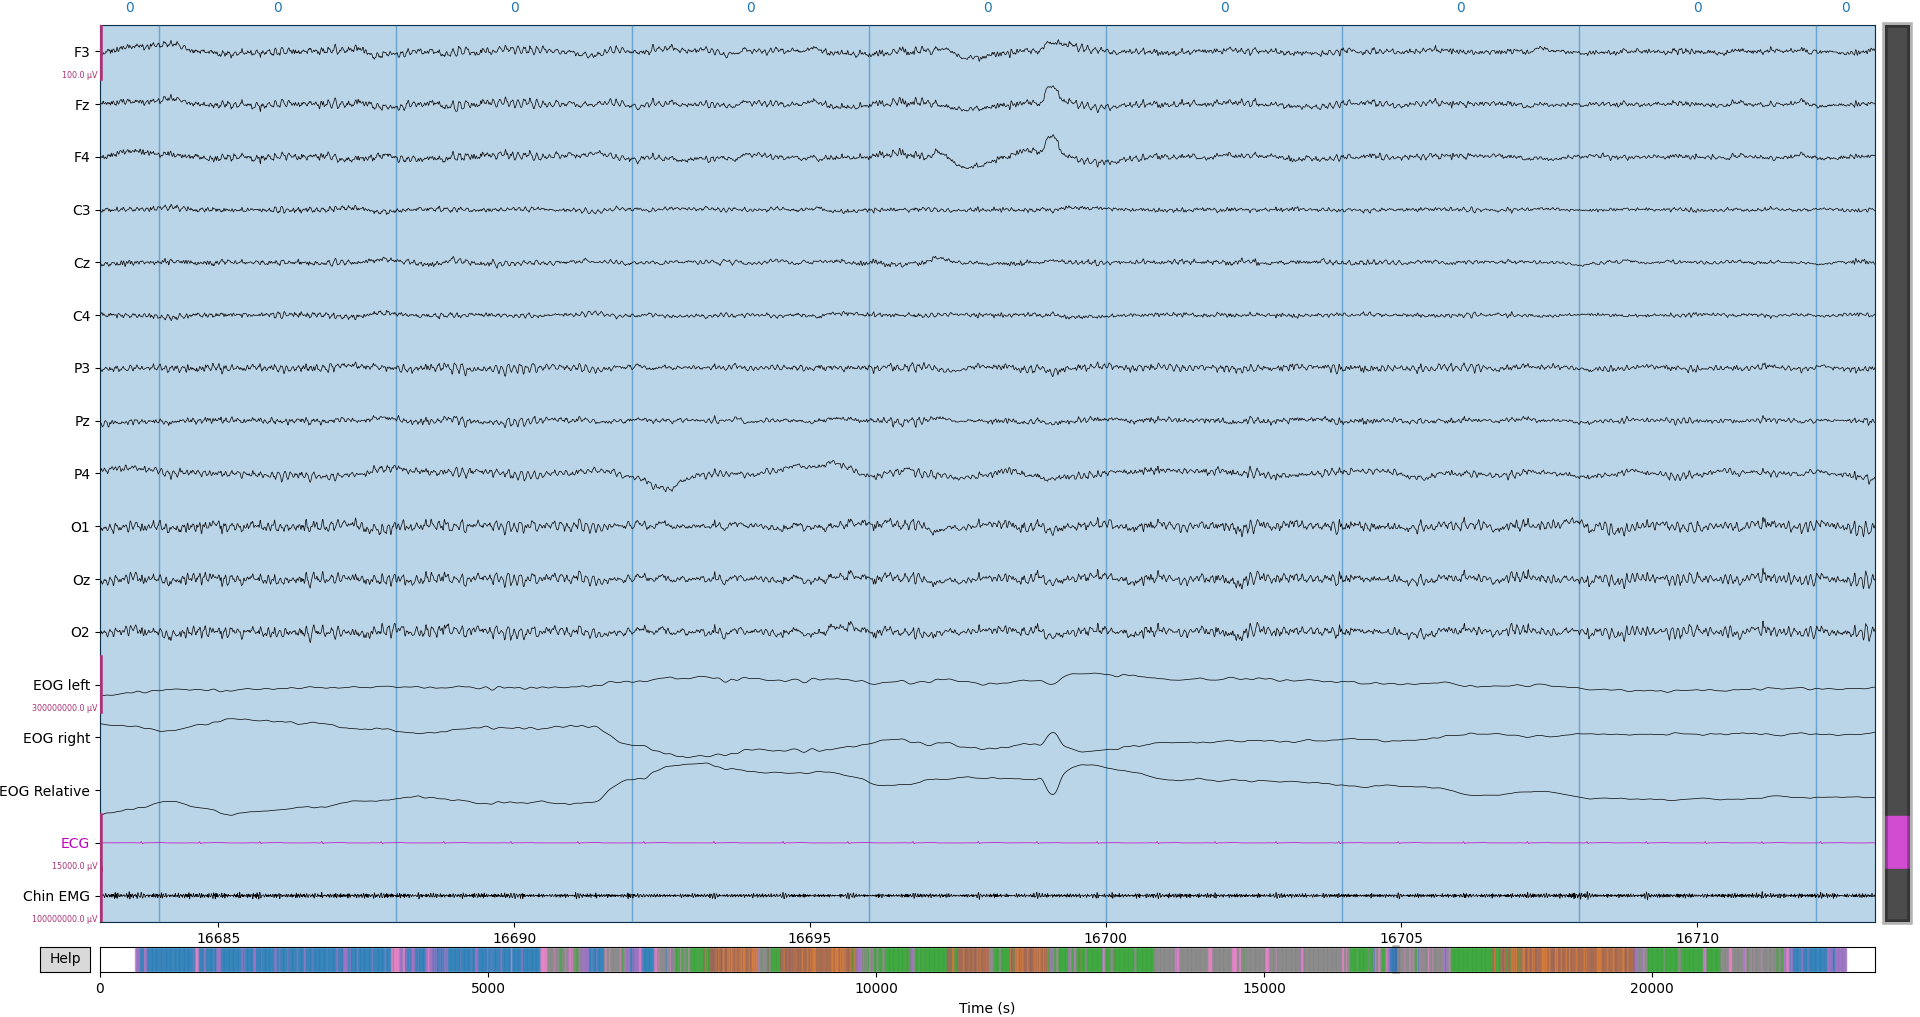 0 0 0 0 0 0 0 0 0
F3
100.0 µV
Fz
F4
C3
Cz
C4
P3
Pz
P4
O1
Oz
O2
EOG left
300000000.0 µV
EOG right
EOG Relative
ECG
15000.0 µV
Chin EMG
100000000.0 µV
16685 16690 16695 16700 16705 16710
Help
0 5000 10000 15000 20000
Time (s)